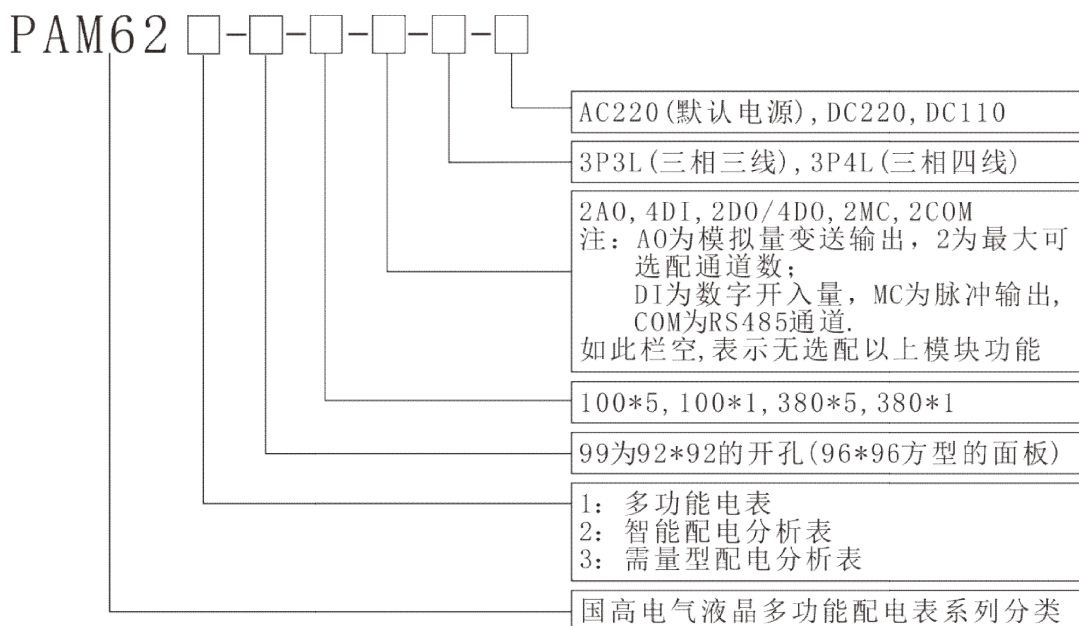 PAM62 □-□-□-□-□-□
AC220(默认电源),DC220,DC110
3P3L(三相三线),3P4L(三相四线)
2AO,4DI,2DO/4DO,2MC,2COM
注：AO为模拟量变送输出，2为最大可
选配通道数；
DI为数字开入量，MC为脉冲输出,
COM为RS485通道.
如此栏空,表示无选配以上模块功能
100*5,100*1,380*5,380*1
99为92*92的开孔(96*96方型的面板)
1：多功能电表
2：智能配电分析表
3：需量型配电分析表
国高电气液晶多功能配电表系列分类